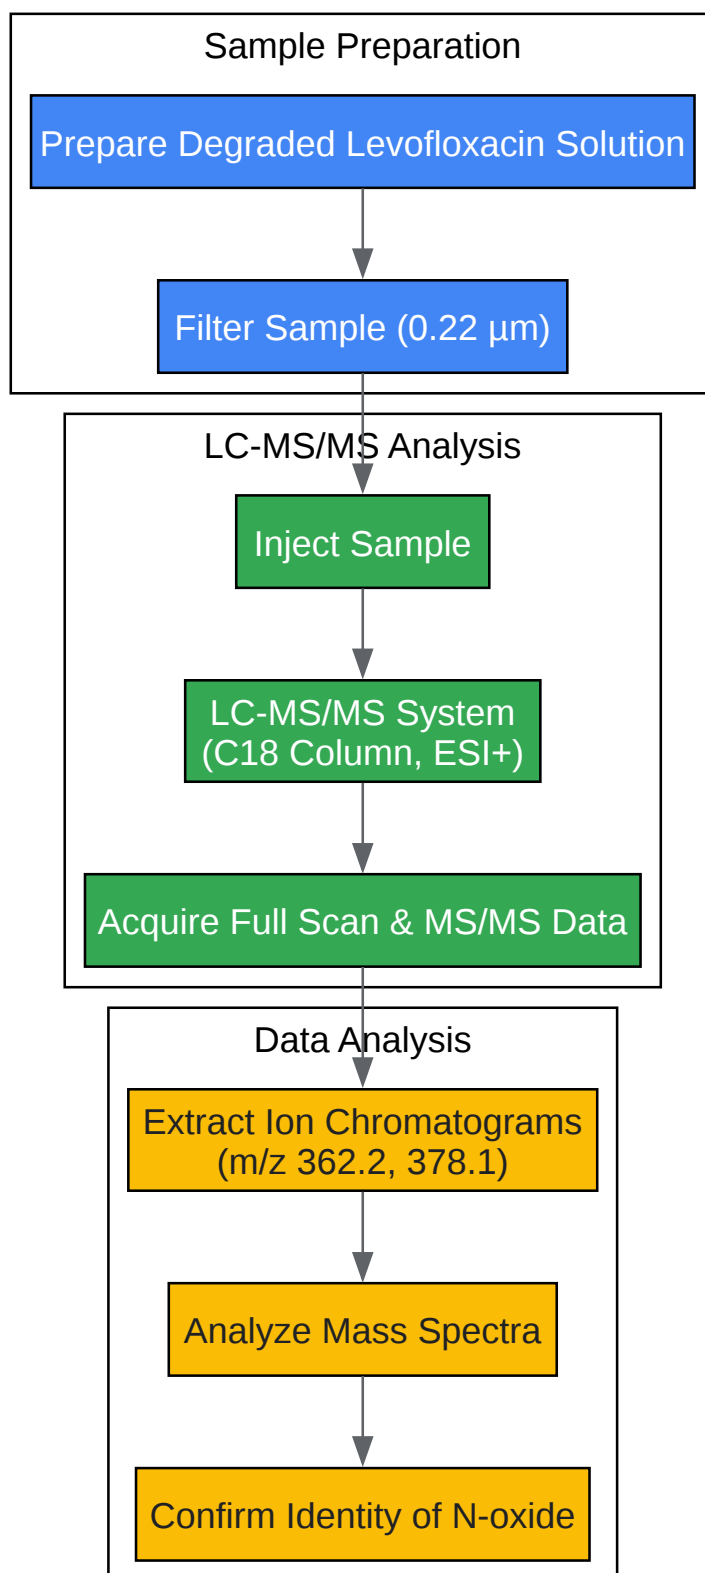 Sample Preparation
Prepare Degraded Levofloxacin Solution
Filter Sample (0.22 µm)
LC-MS/MS Analysis
Inject Sample
LC-MS/MS System
(C18 Column, ESI+)
Acquire Full Scan & MS/MS Data
Data Analysis
Extract Ion Chromatograms
(m/z 362.2, 378.1)
Analyze Mass Spectra
Confirm Identity of N-oxide